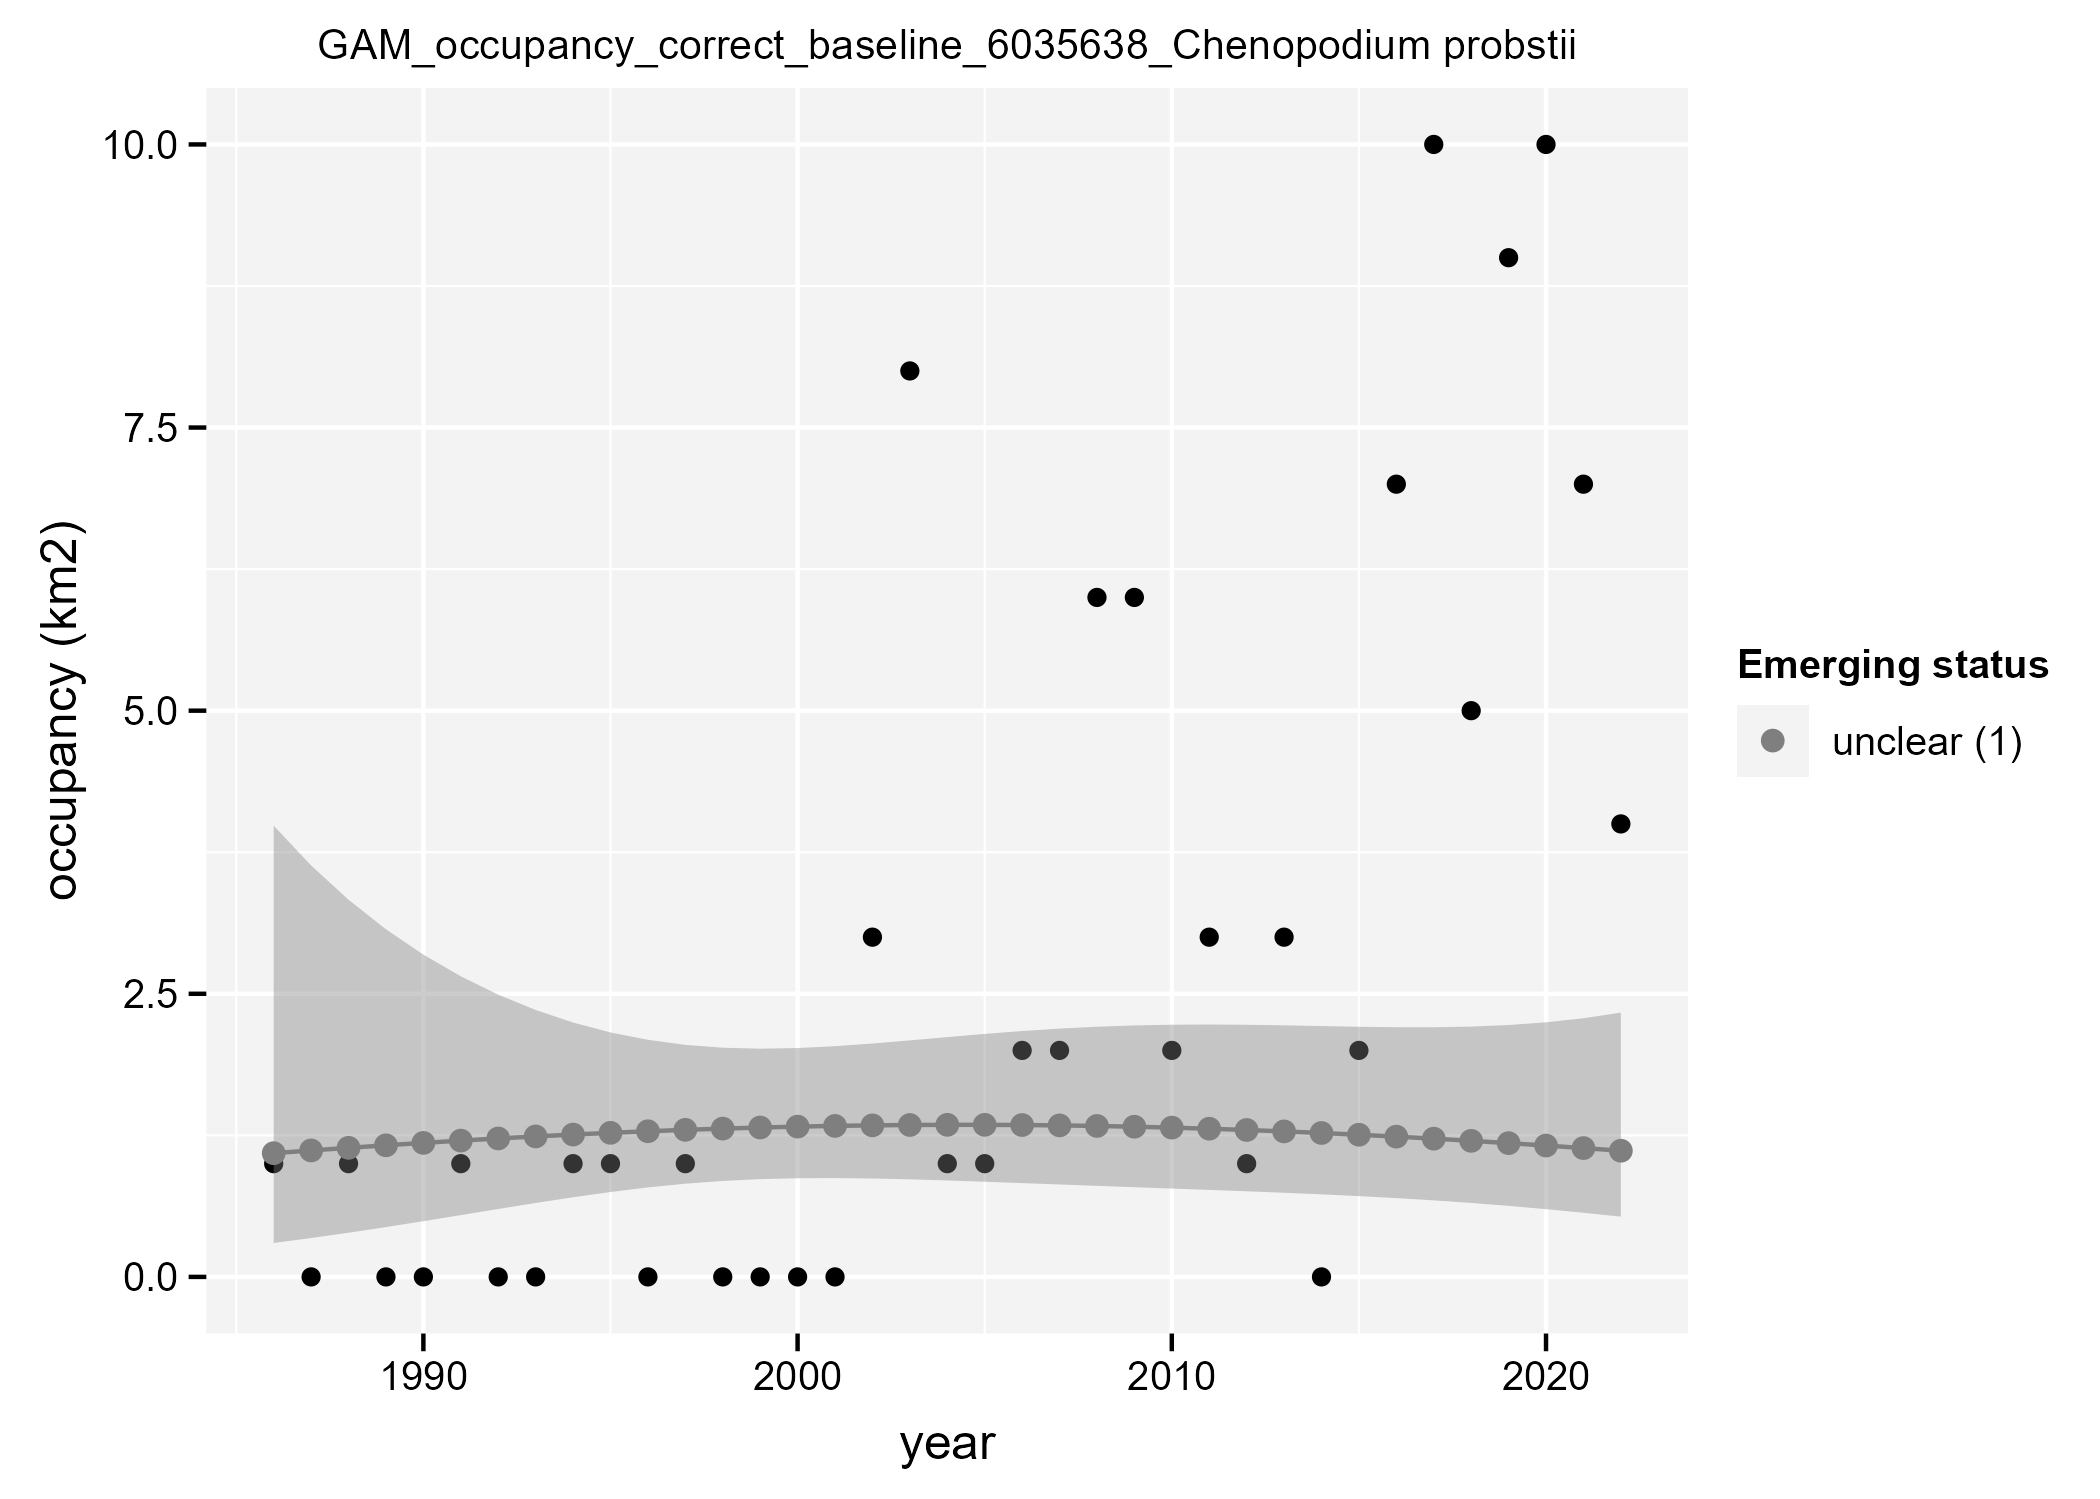 GAM_occupancy_correct_baseline_6035638_Chenopodium probstii
10.0
7.5
5.0
2.5
0.0
occupancy (km2)
1990
2000
2010
2020
year
Emerging status
unclear (1)